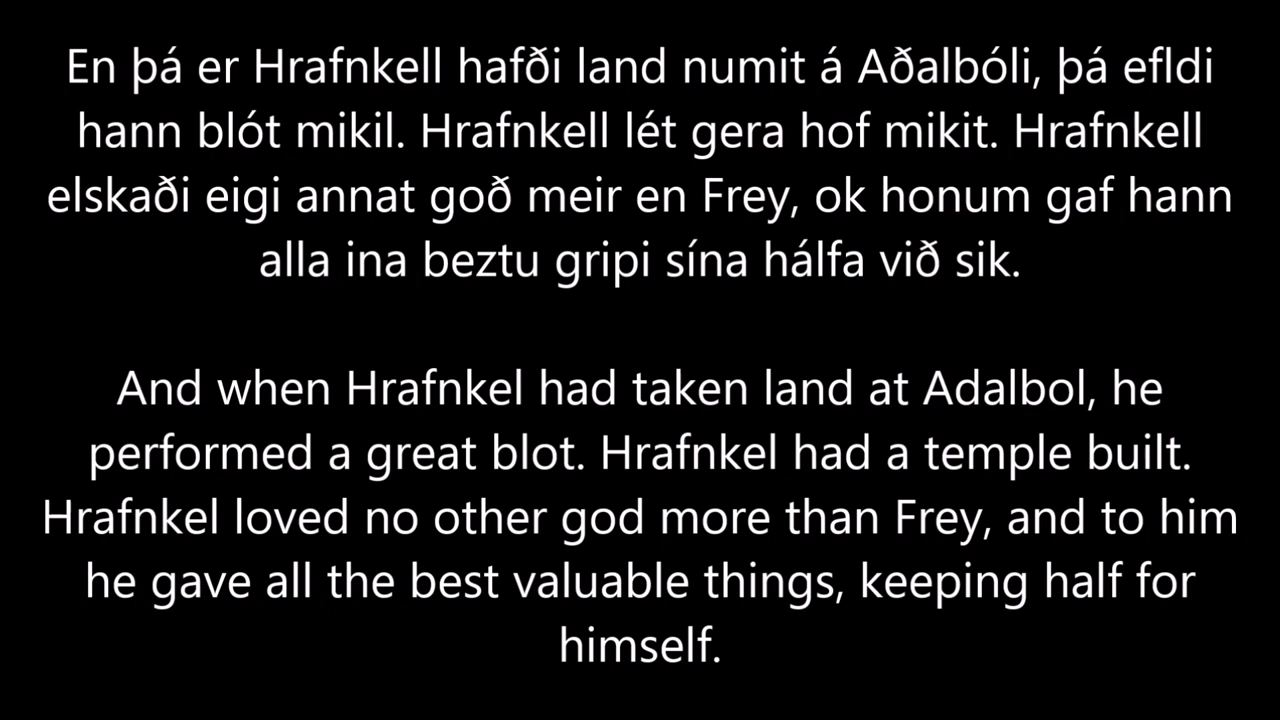 En þá er Hrafnkell hafði land numit á Aðalbóli, þá efldi
hann blót mikil. Hrafnkell lét gera hof mikit. Hrafnkell
elskaði eigi annat goð meir en Frey, ok honum gaf hann
alla ina beztu gripi sína hálfa við sik.
And when Hrafnkel had taken land at Adalbol, he
performed a great blot. Hrafnkel had a temple built.
Hrafnkel loved no other god more than Frey, and to him
he gave all the best valuable things, keeping half for
himself.